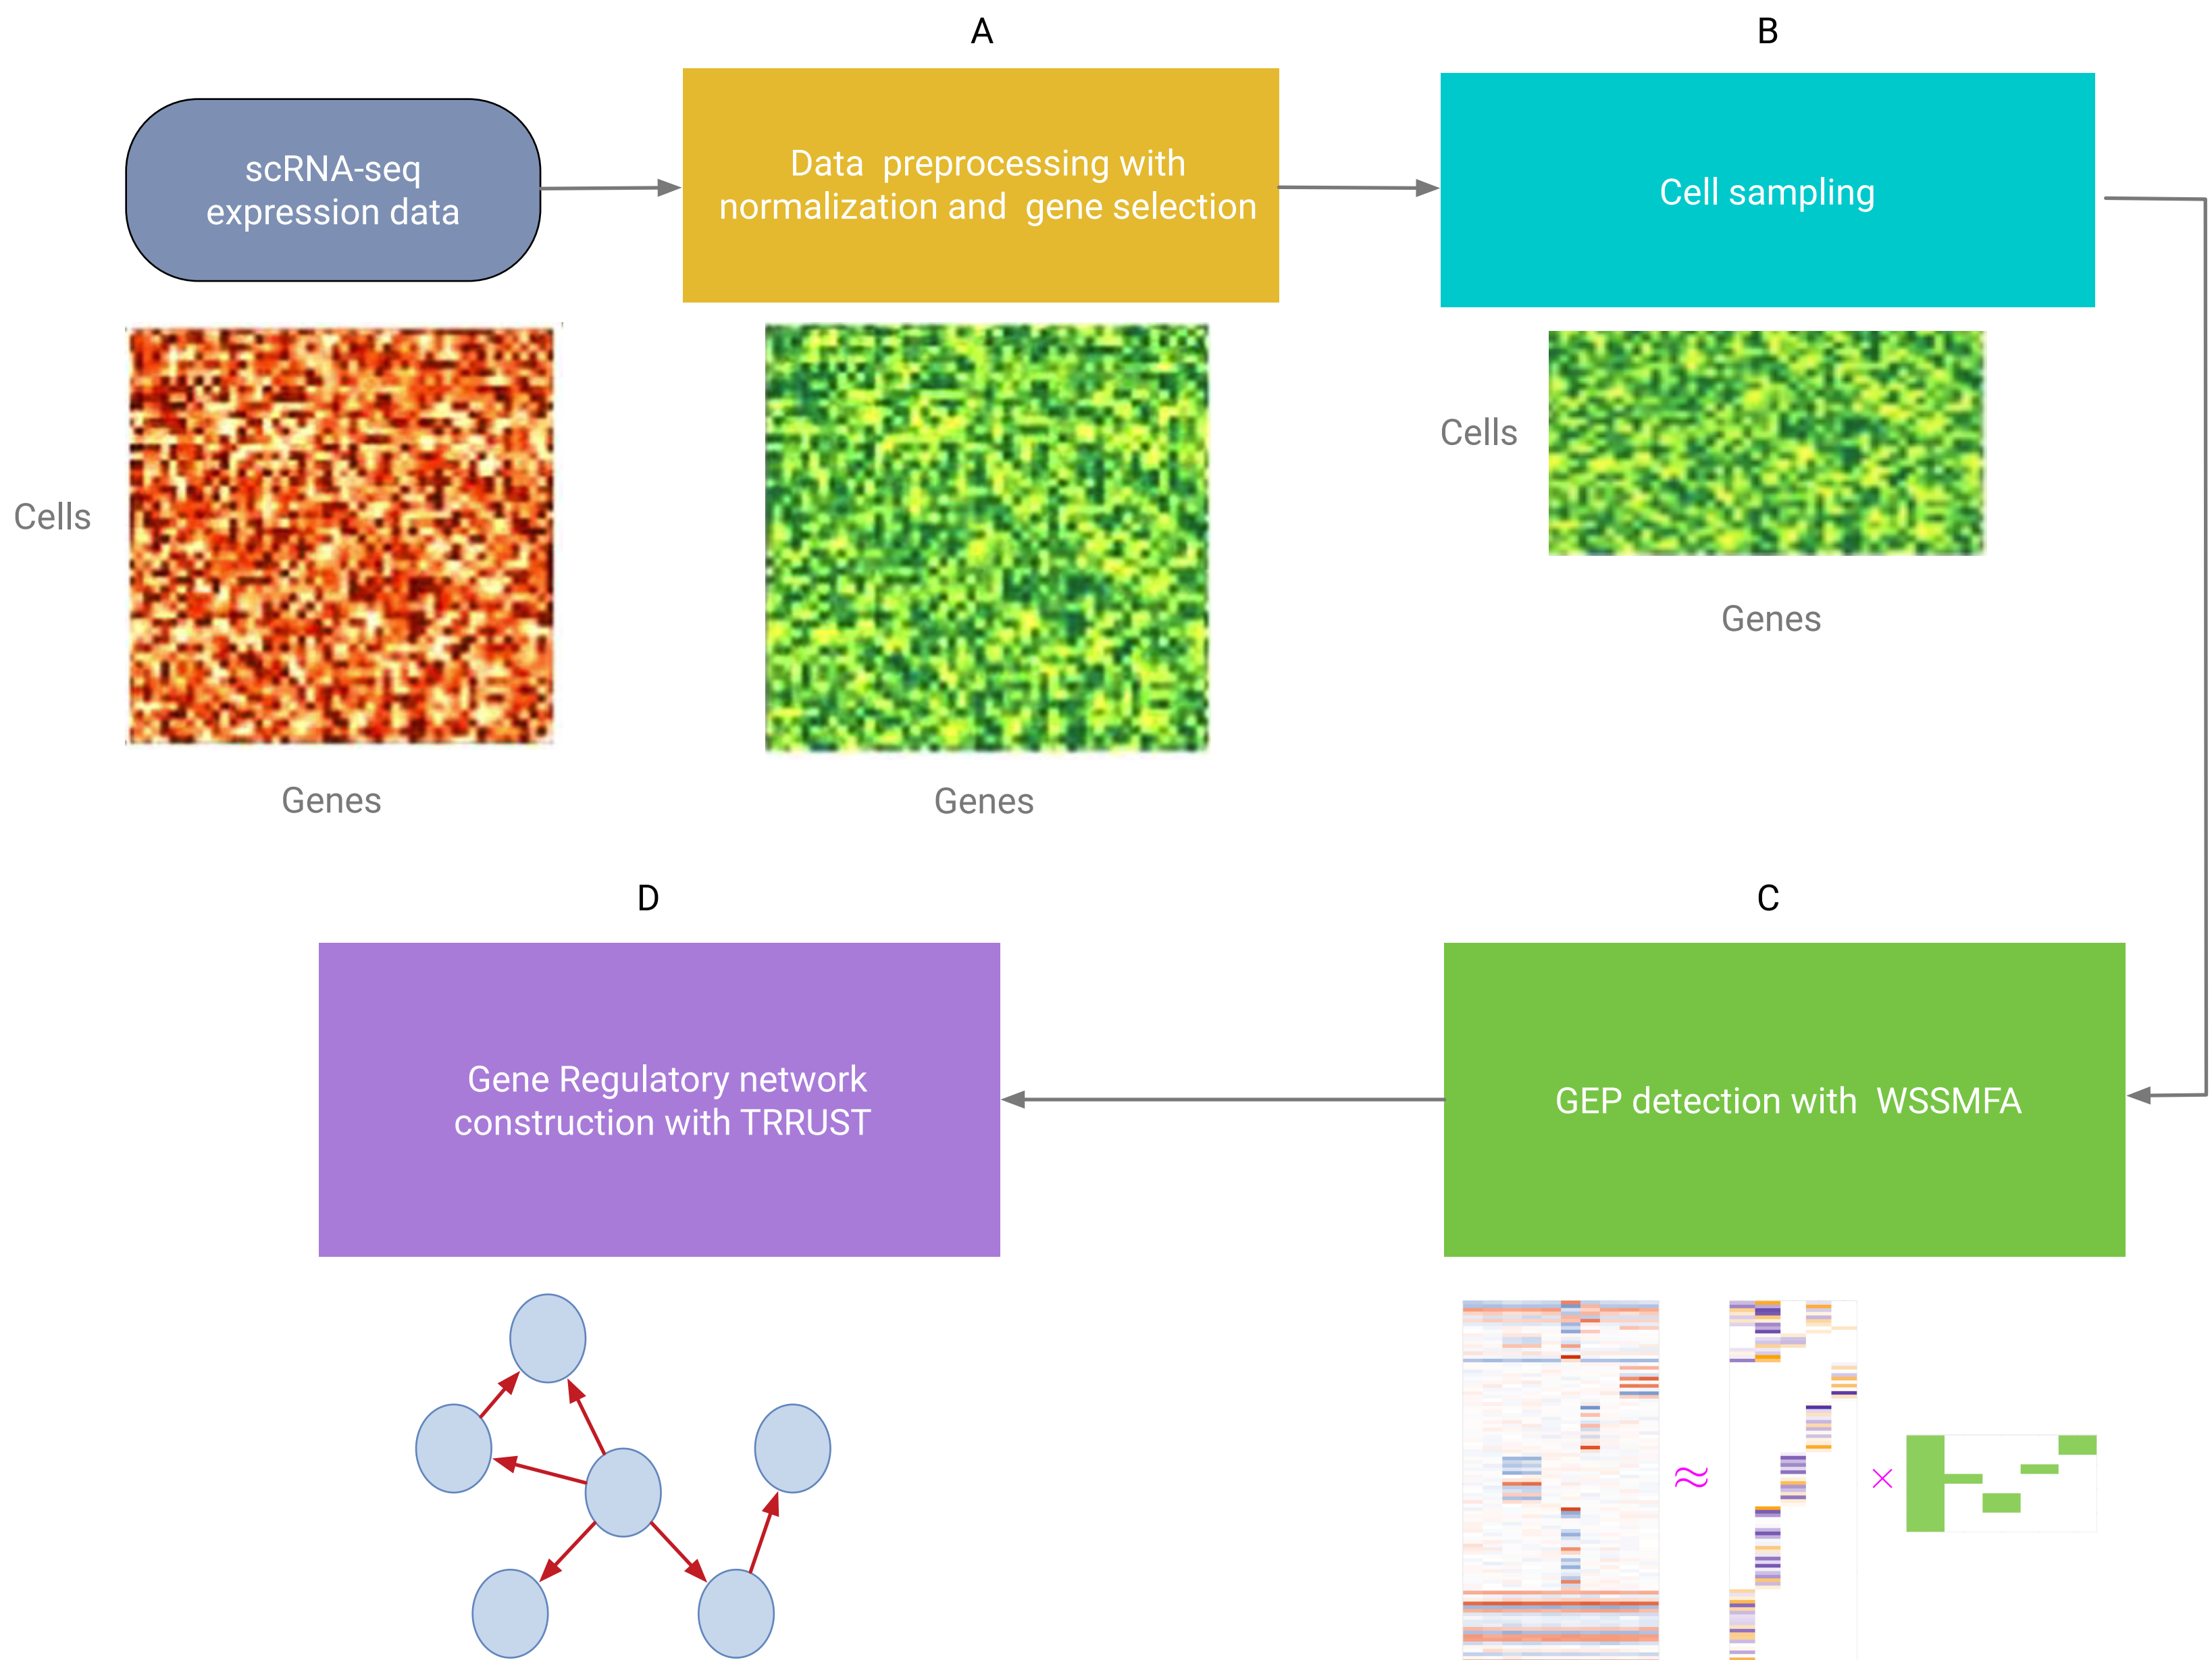 A
B
scRNA-seq
expression data
Data preprocessing with
normalization and gene selection
Cell sampling
Cells
Genes
Genes
Cells
Genes
D
C
Gene Regulatory network
construction with TRRUST
GEP detection with WSSMFA
≈
×